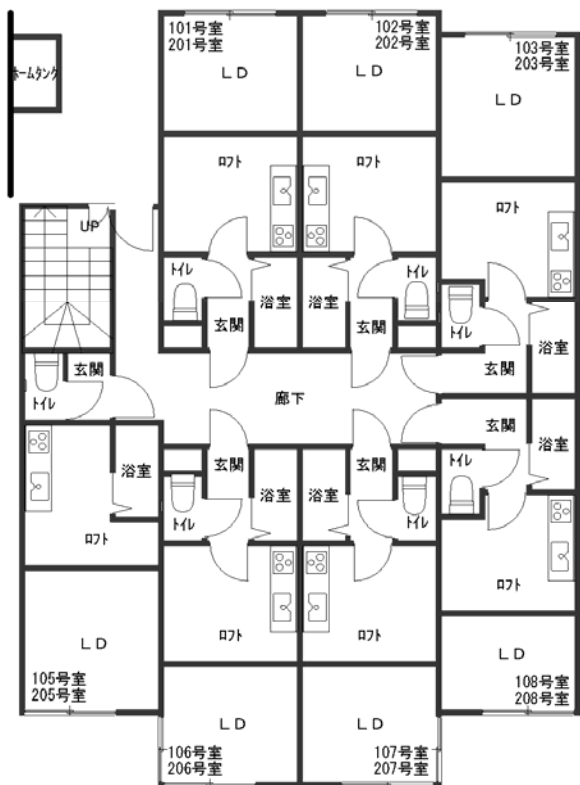 101号室
201号室
LD
102号室
202号室
LD
103号室
203号室
LD
ホームタンク
ロフト
ロフト
ロフト
UP
トイレ
浴室
浴室
トイレ
玄関
玄関
トイレ
浴室
玄関
玄関
トイレ
廊下
玄関
浴室
玄関
玄関
トイレ
浴室
浴室
浴室
トイレ
トイレ
ロフト
ロフト
ロフト
ロフト
LD
105号室
205号室
LD
108号室
208号室
LD
106号室
206号室
LD
107号室
207号室